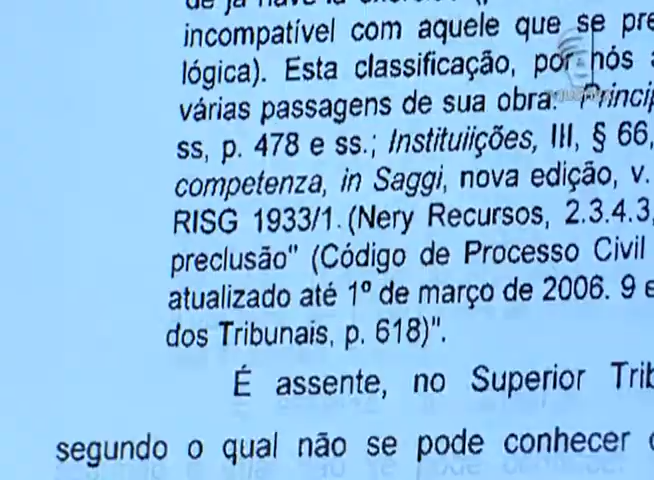 incompatível com aquele que se pre
lógica). Esta classificação, por nós
várias passagens de sua obra: Princip
ss, p. 478 e ss.; Instituiições, III, § 66,
competenza, in Saggi, nova edição, v.
RISG 1933/1. (Nery Recursos, 2.3.4.3,
preclusão" (Código de Processo Civil
atualizado até 1º de março de 2006. 9 e
dos Tribunais, p. 618)".
É assente, no Superior Trib
segundo o qual não se pode conhecer